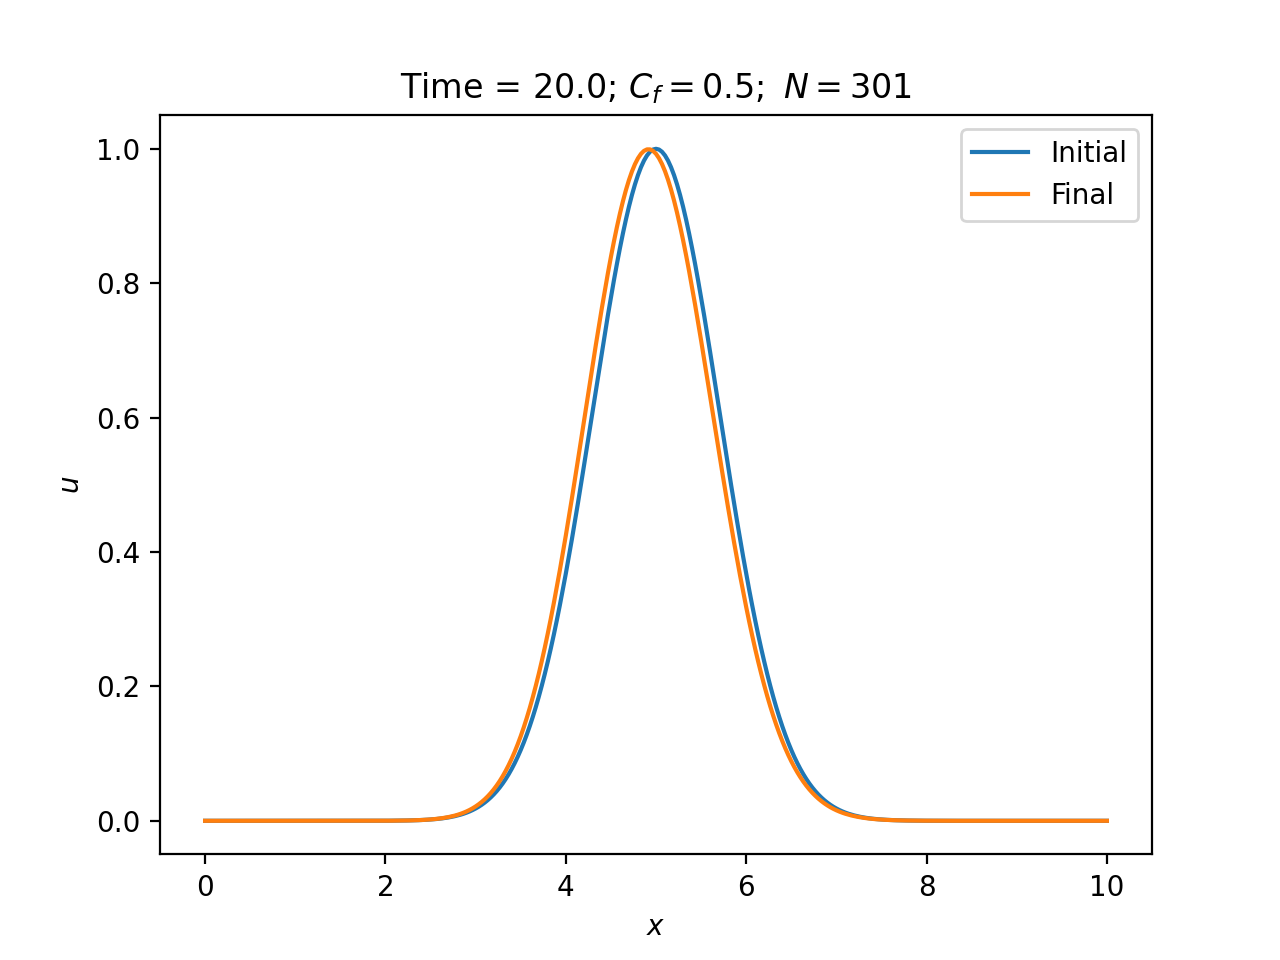 Time = 20.0; C_f = 0.5; N = 301
Initial
Final
1.0
0.8
0.6
0.4
0.2
0.0
u
0 2 4 6 8 10
x